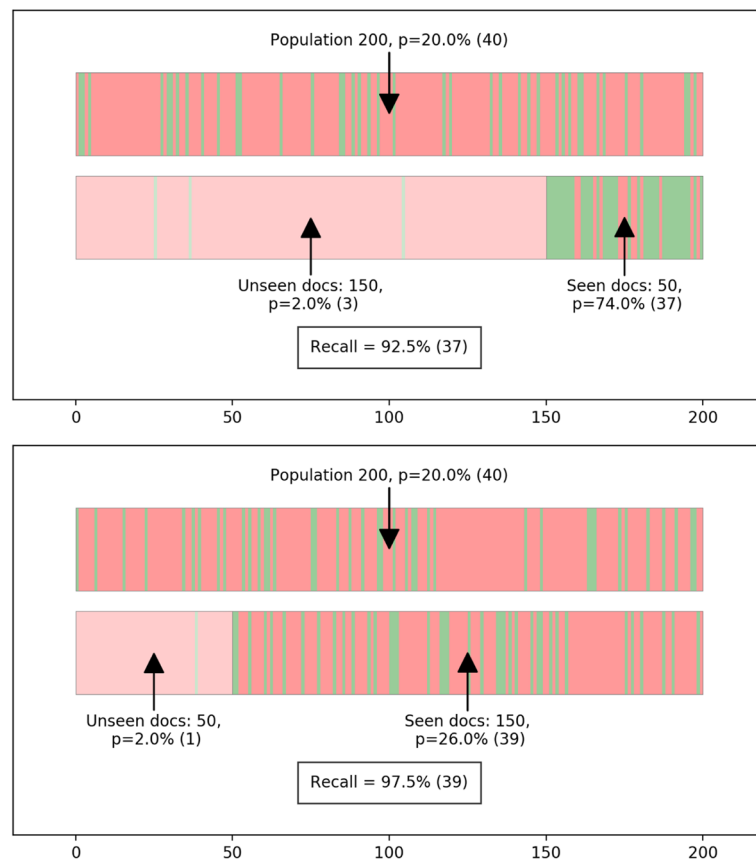 Population 200, p=20.0% (40)
Unseen docs: 150,
p=2.0% (3)
Seen docs: 50,
p=74.0% (37)
Recall = 92.5% (37)
0 50 100 150 200
Population 200, p=20.0% (40)
Unseen docs: 50,
p=2.0% (1)
Seen docs: 150,
p=26.0% (39)
Recall = 97.5% (39)
0 50 100 150 200